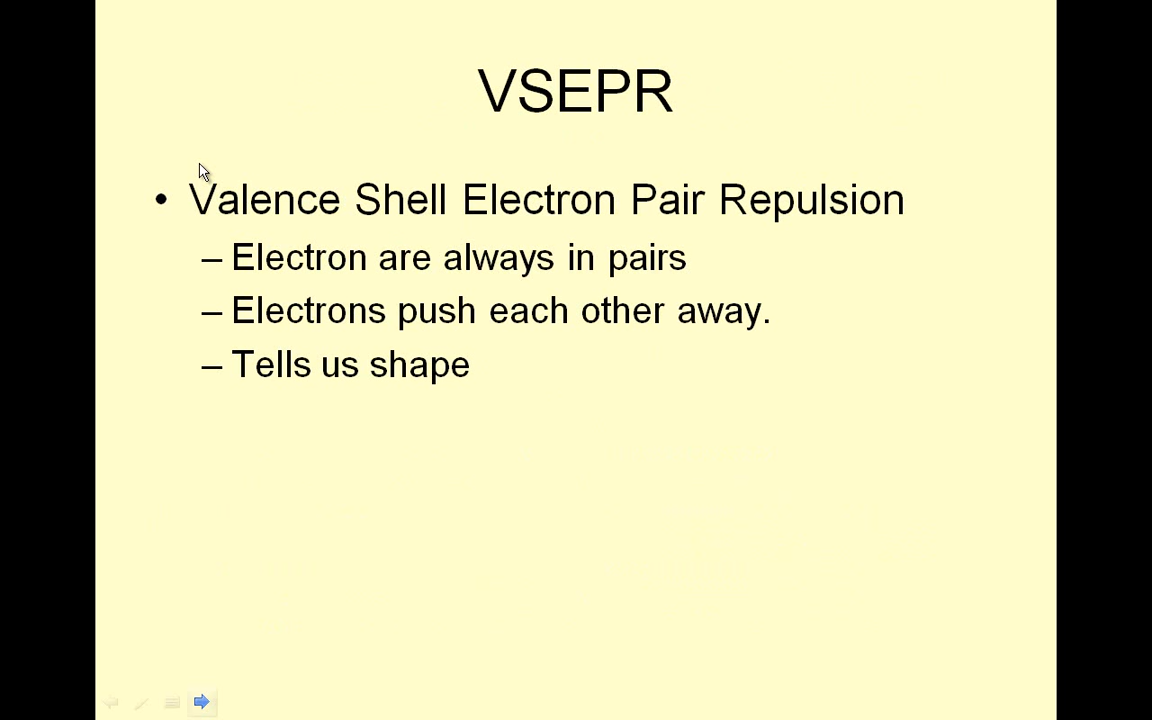 VSEPR
• Valence Shell Electron Pair Repulsion
– Electron are always in pairs
– Electrons push each other away.
– Tells us shape